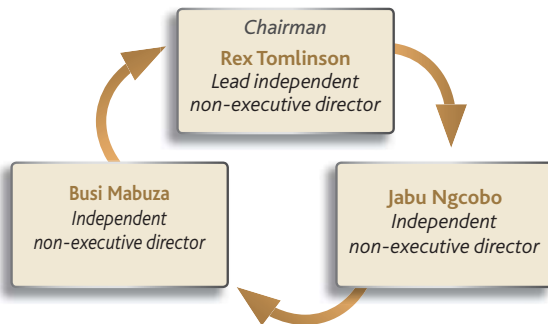 Chairman
Rex Tomlinson
Lead independent
non-executive director
Busi Mabuza
Independent
non-executive director
Jabu Ngcobo
Independent
non-executive director